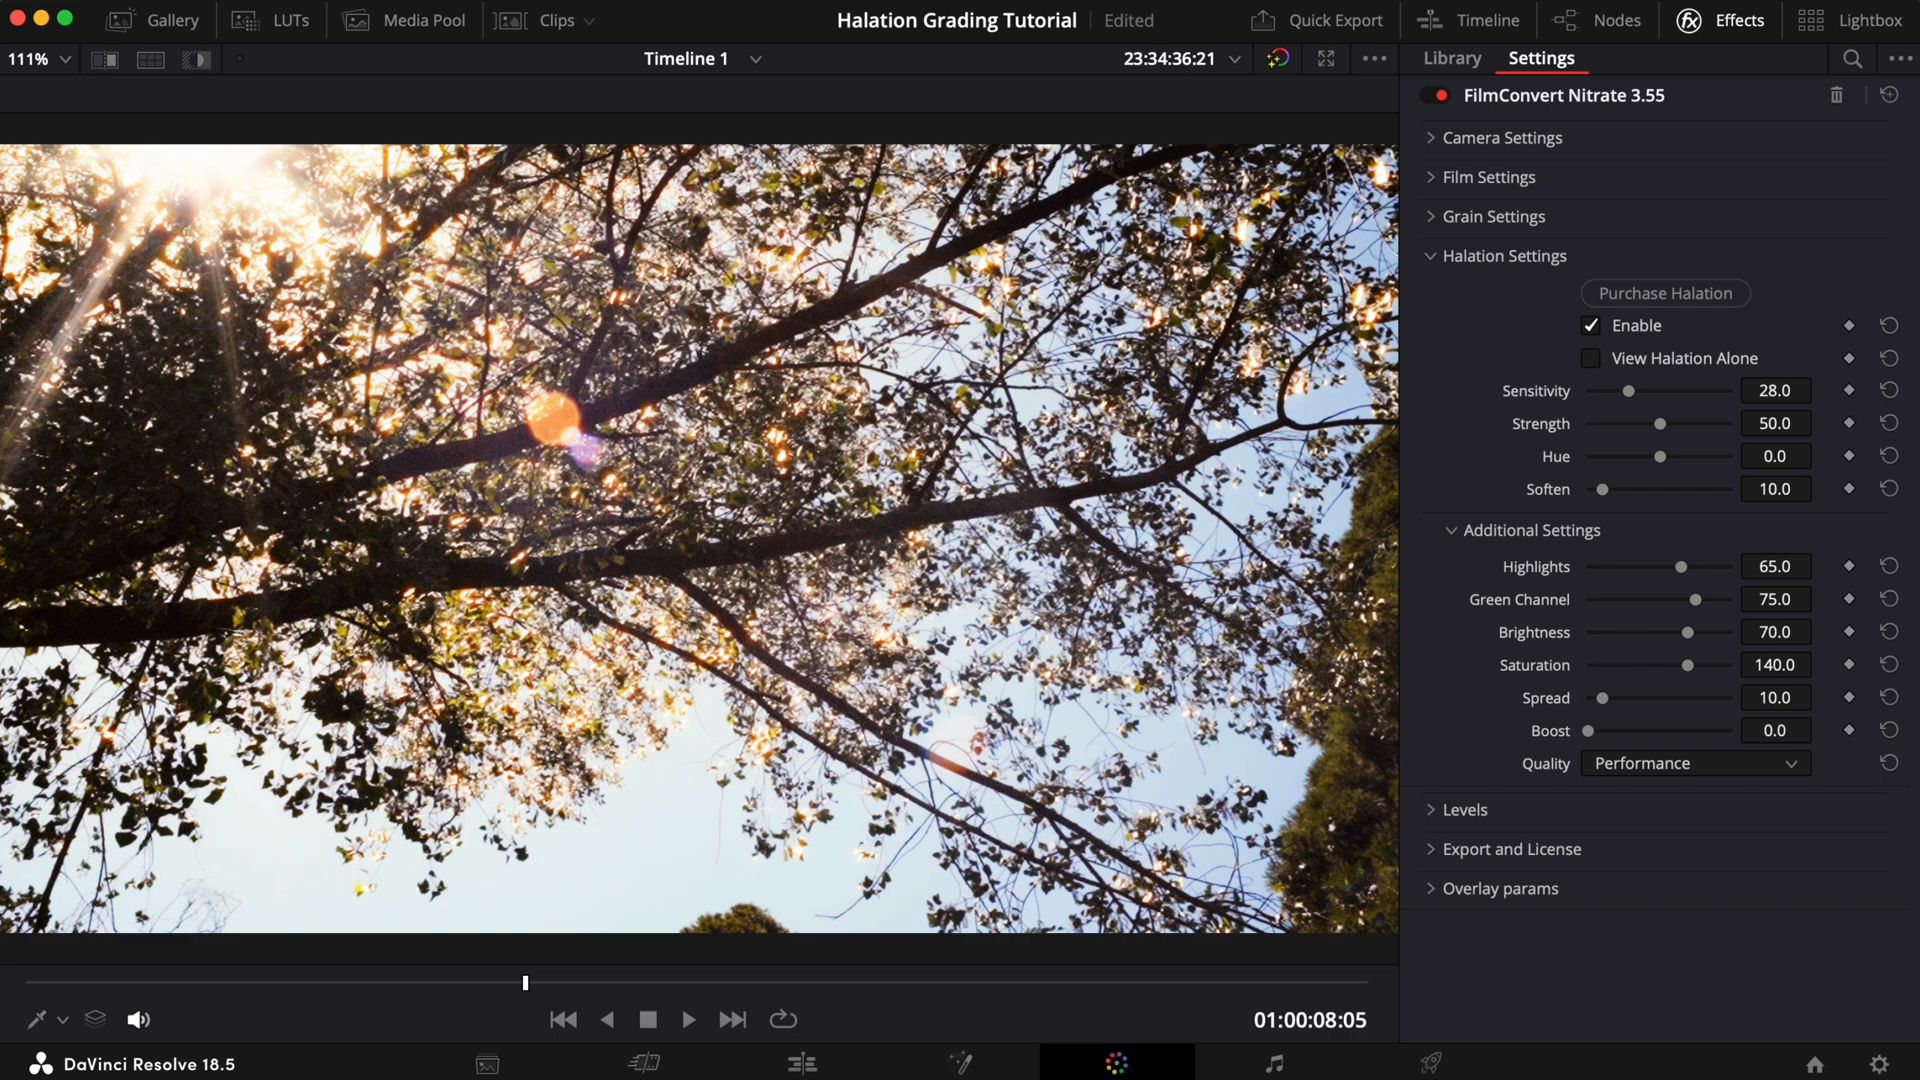 Gallery
LUTs
Media Pool
Clips
Halation Grading Tutorial
Edited
Quick Export
Timeline
Nodes
Effects
Lightbox
111%
Timeline 1
23:34:36:21
Library
Settings
FilmConvert Nitrate 3.55
Camera Settings
Film Settings
Grain Settings
Halation Settings
Purchase Halation
Enable
View Halation Alone
Sensitivity 28.0
Strength 50.0
Hue 0.0
Soften 10.0
Additional Settings
Highlights 65.0
Green Channel 75.0
Brightness 70.0
Saturation 140.0
Spread 10.0
Boost 0.0
Quality Performance
Levels
Export and License
Overlay params
01:00:08:05
DaVinci Resolve 18.5